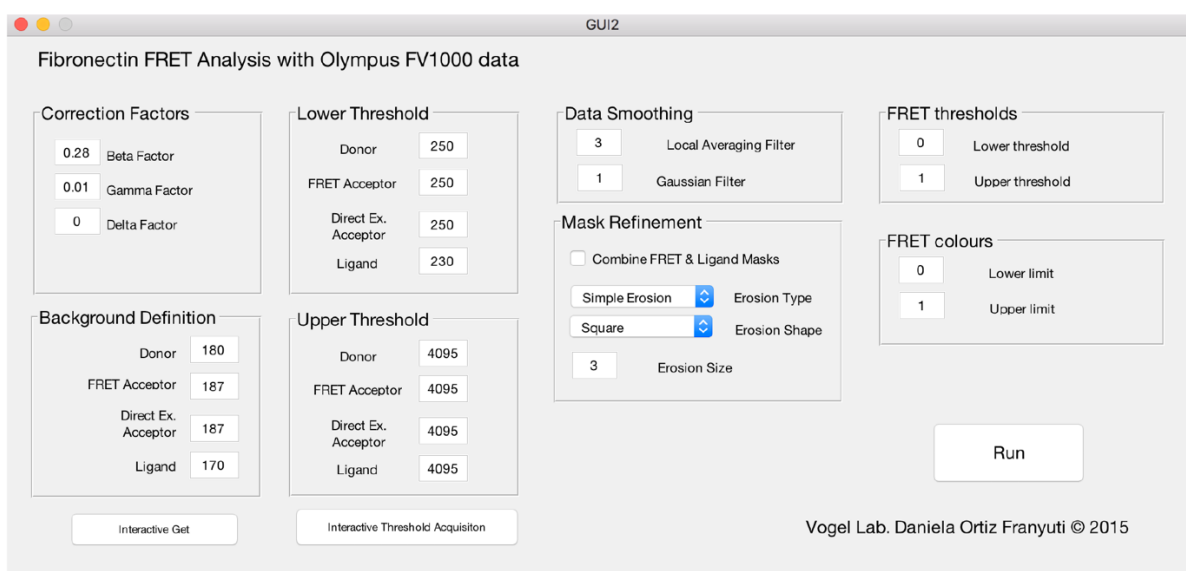 GUI2
Fibronectin FRET Analysis with Olympus FV1000 data
Correction Factors
0.28 Beta Factor
0.01 Gamma Factor
0 Delta Factor
Background Definition
Donor 180
FRET Acceptor 187
Direct Ex.
Acceptor 187
Ligand 170
Interactive Get
Lower Threshold
Donor 250
FRET Acceptor 250
Direct Ex.
Acceptor 250
Ligand 230
Upper Threshold
Donor 4095
FRET Acceptor 4095
Direct Ex.
Acceptor 4095
Ligand 4095
Interactive Threshold Acquisiton
Data Smoothing
3 Local Averaging Filter
1 Gaussian Filter
Mask Refinement
Combine FRET & Ligand Masks
Simple Erosion Erosion Type
Square Erosion Shape
3 Erosion Size
FRET thresholds
0 Lower threshold
1 Upper threshold
FRET colours
0 Lower limit
1 Upper limit
Run
Vogel Lab. Daniela Ortiz Franyuti © 2015